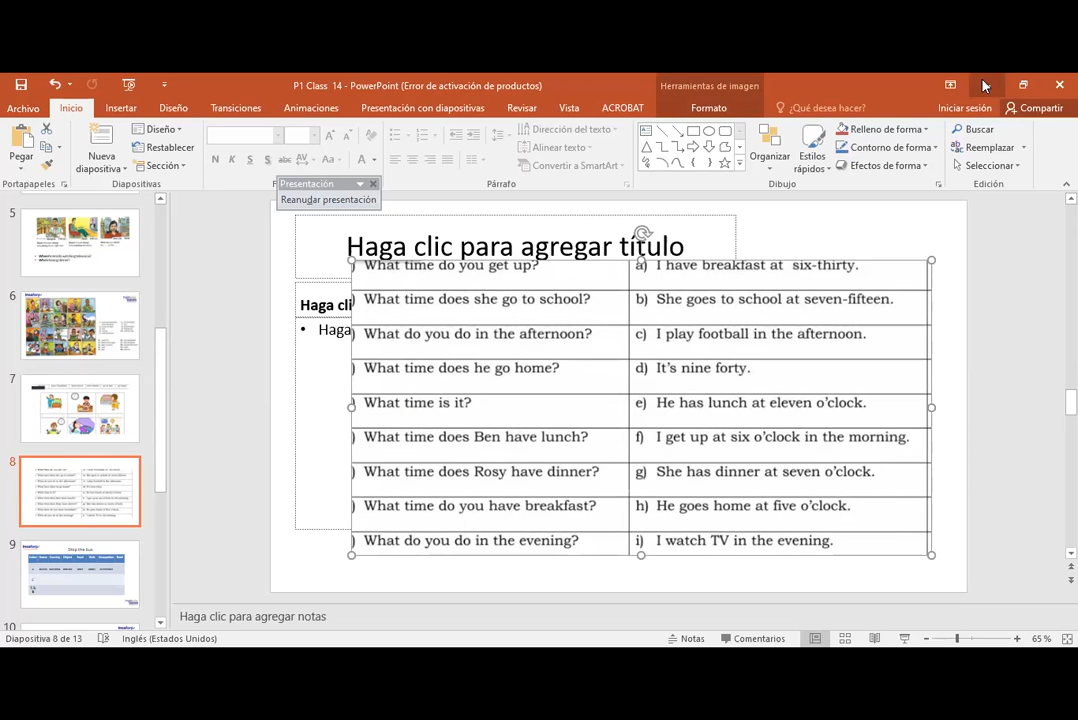 P1 Class 14 - PowerPoint (Error de activación de productos)
Herramientas de imagen
Archivo Inicio Insertar Diseño Transiciones Animaciones Presentación con diapositivas Revisar Vista ACROBAT Formato ¿Qué desea hacer? Iniciar sesión Compartir
Pegar
Nueva diapositiva
Diseño
Restablecer
Sección
N K S S abc AV Aa A
Dirección del texto
Alinear texto
Convertir a SmartArt
Organizar
Estilos rápidos
Relleno de forma
Contorno de forma
Efectos de forma
Buscar
Reemplazar
Seleccionar
Portapapeles Diapositivas F Párrafo Dibujo Edición
Presentación
Reanudar presentación
5
6
7
8
9
Stop the bus
10
Haga clic para agregar título
Haga cli
• Haga
) What time do you get up? a) I have breakfast at six-thirty.
) What time does she go to school? b) She goes to school at seven-fifteen.
) What do you do in the afternoon? c) I play football in the afternoon.
) What time does he go home? d) It's nine forty.
) What time is it? e) He has lunch at eleven o'clock.
) What time does Ben have lunch? f) I get up at six o'clock in the morning.
) What time does Rosy have dinner? g) She has dinner at seven o'clock.
) What time do you have breakfast? h) He goes home at five o'clock.
) What do you do in the evening? i) I watch TV in the evening.
Haga clic para agregar notas
Diapositiva 8 de 13 Inglés (Estados Unidos) Notas Comentarios 65 %